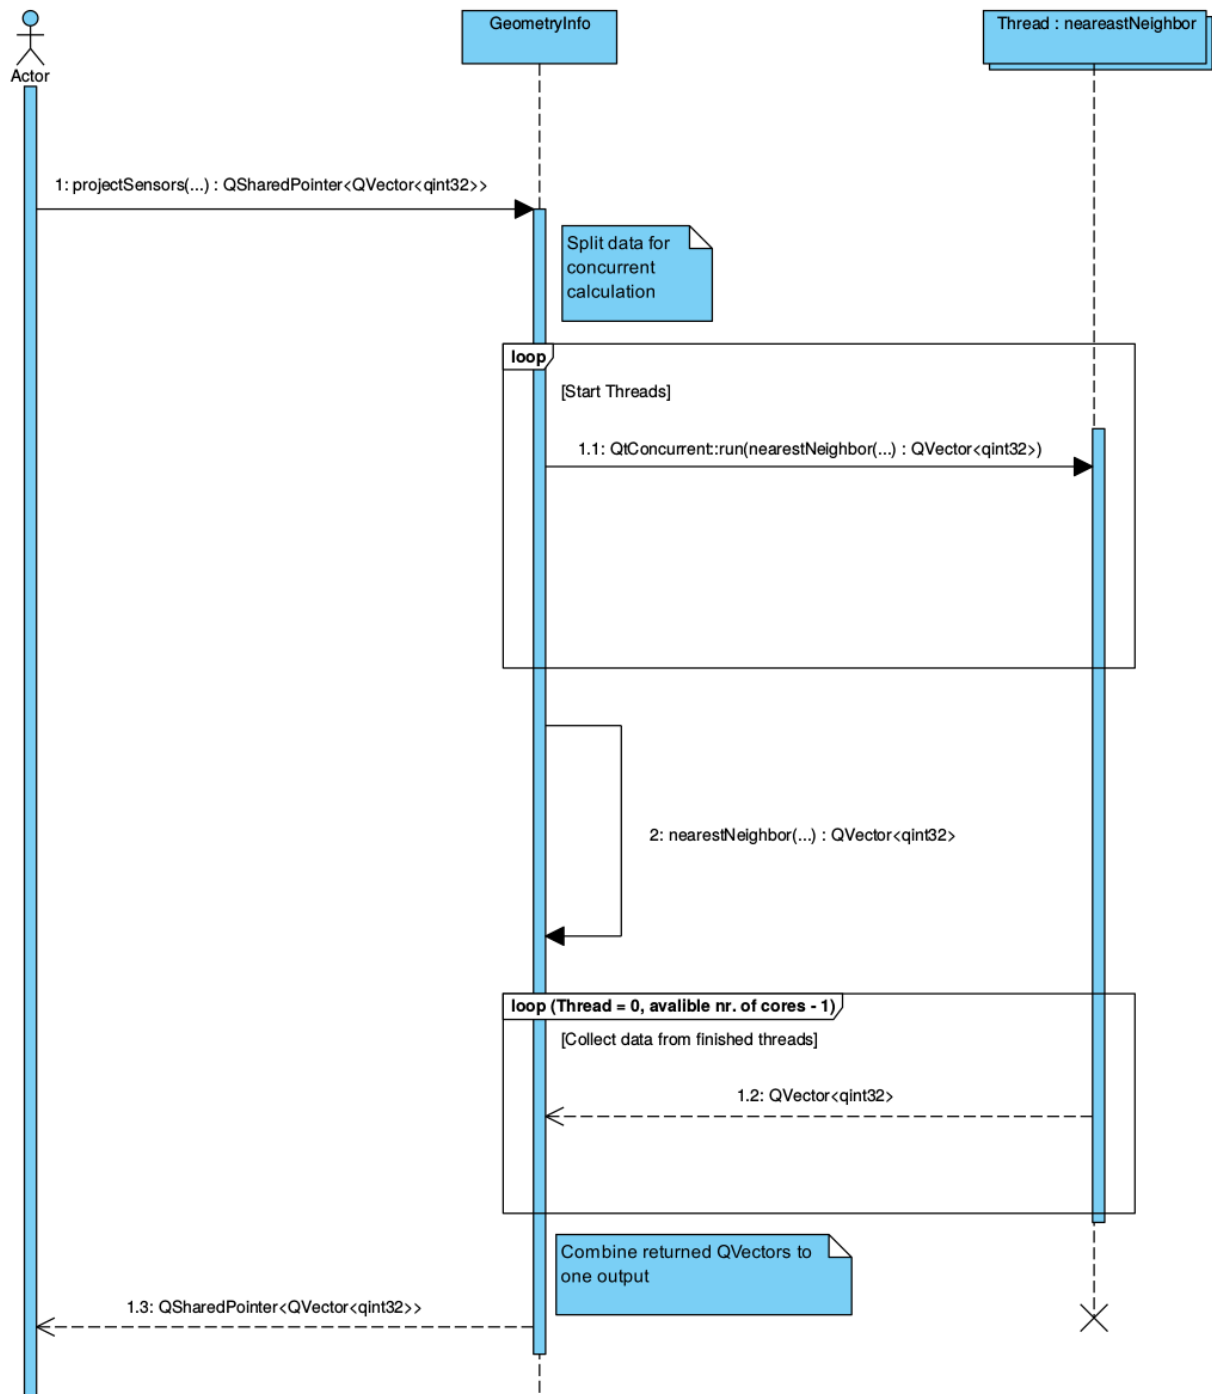 GeometryInfo
Thread : neareastNeighbor
Actor
1: projectSensors(...) : QSharedPointer<QVector<qint32>>
Split data for
concurrent
calculation
loop
[Start Threads]
1.1: QtConcurrent::run(nearestNeighbor(...) : QVector<qint32>)
2: nearestNeighbor(...) : QVector<qint32>
loop (Thread = 0, avalible nr. of cores - 1)
[Collect data from finished threads]
1.2: QVector<qint32>
Combine returned QVectors to
one output
1.3: QSharedPointer<QVector<qint32>>